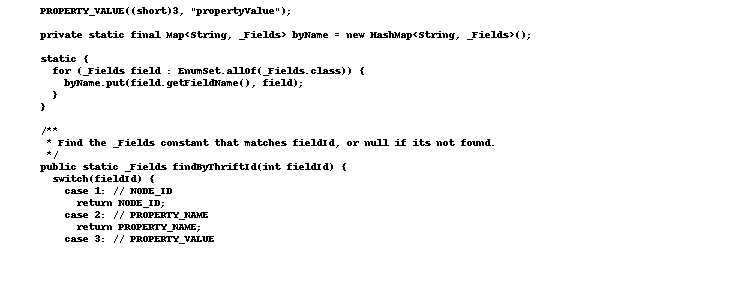 PROPERTY_VALUE((short)3, "propertyValue");
private static final Map<String, _Fields> byName = new HashMap<String, _Fields>();
static {
for (_Fields field : EnumSet.allOf(_Fields.class)) {
byName.put(field.getFieldName(), field);
}
}
/**
* Find the _Fields constant that matches fieldId, or null if its not found.
*/
public static _Fields findByThriftId(int fieldId) {
switch(fieldId) {
case 1: // NODE_ID
return NODE_ID;
case 2: // PROPERTY_NAME
return PROPERTY_NAME;
case 3: // PROPERTY_VALUE